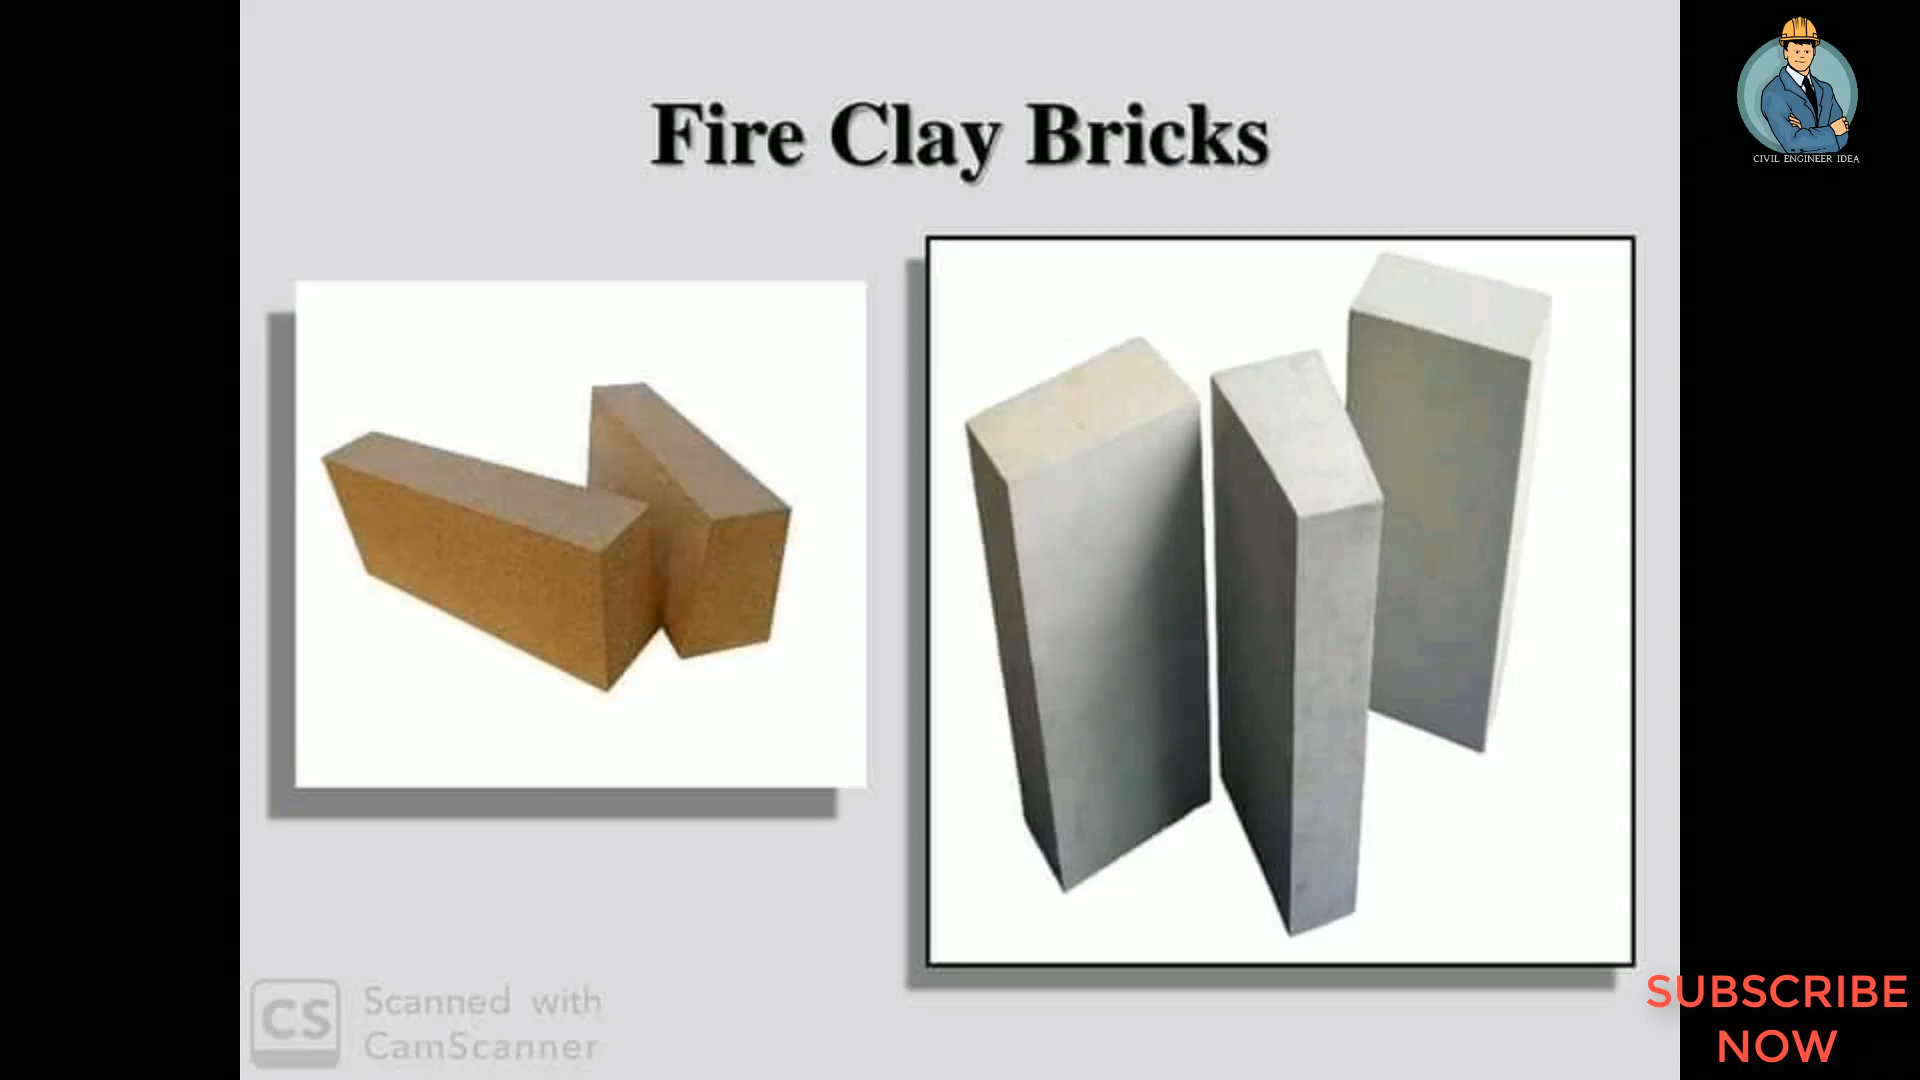 Fire Clay Bricks
CIVIL ENGINEER IDEA
CS
Scanned with
CamScanner
SUBSCRIBE
NOW